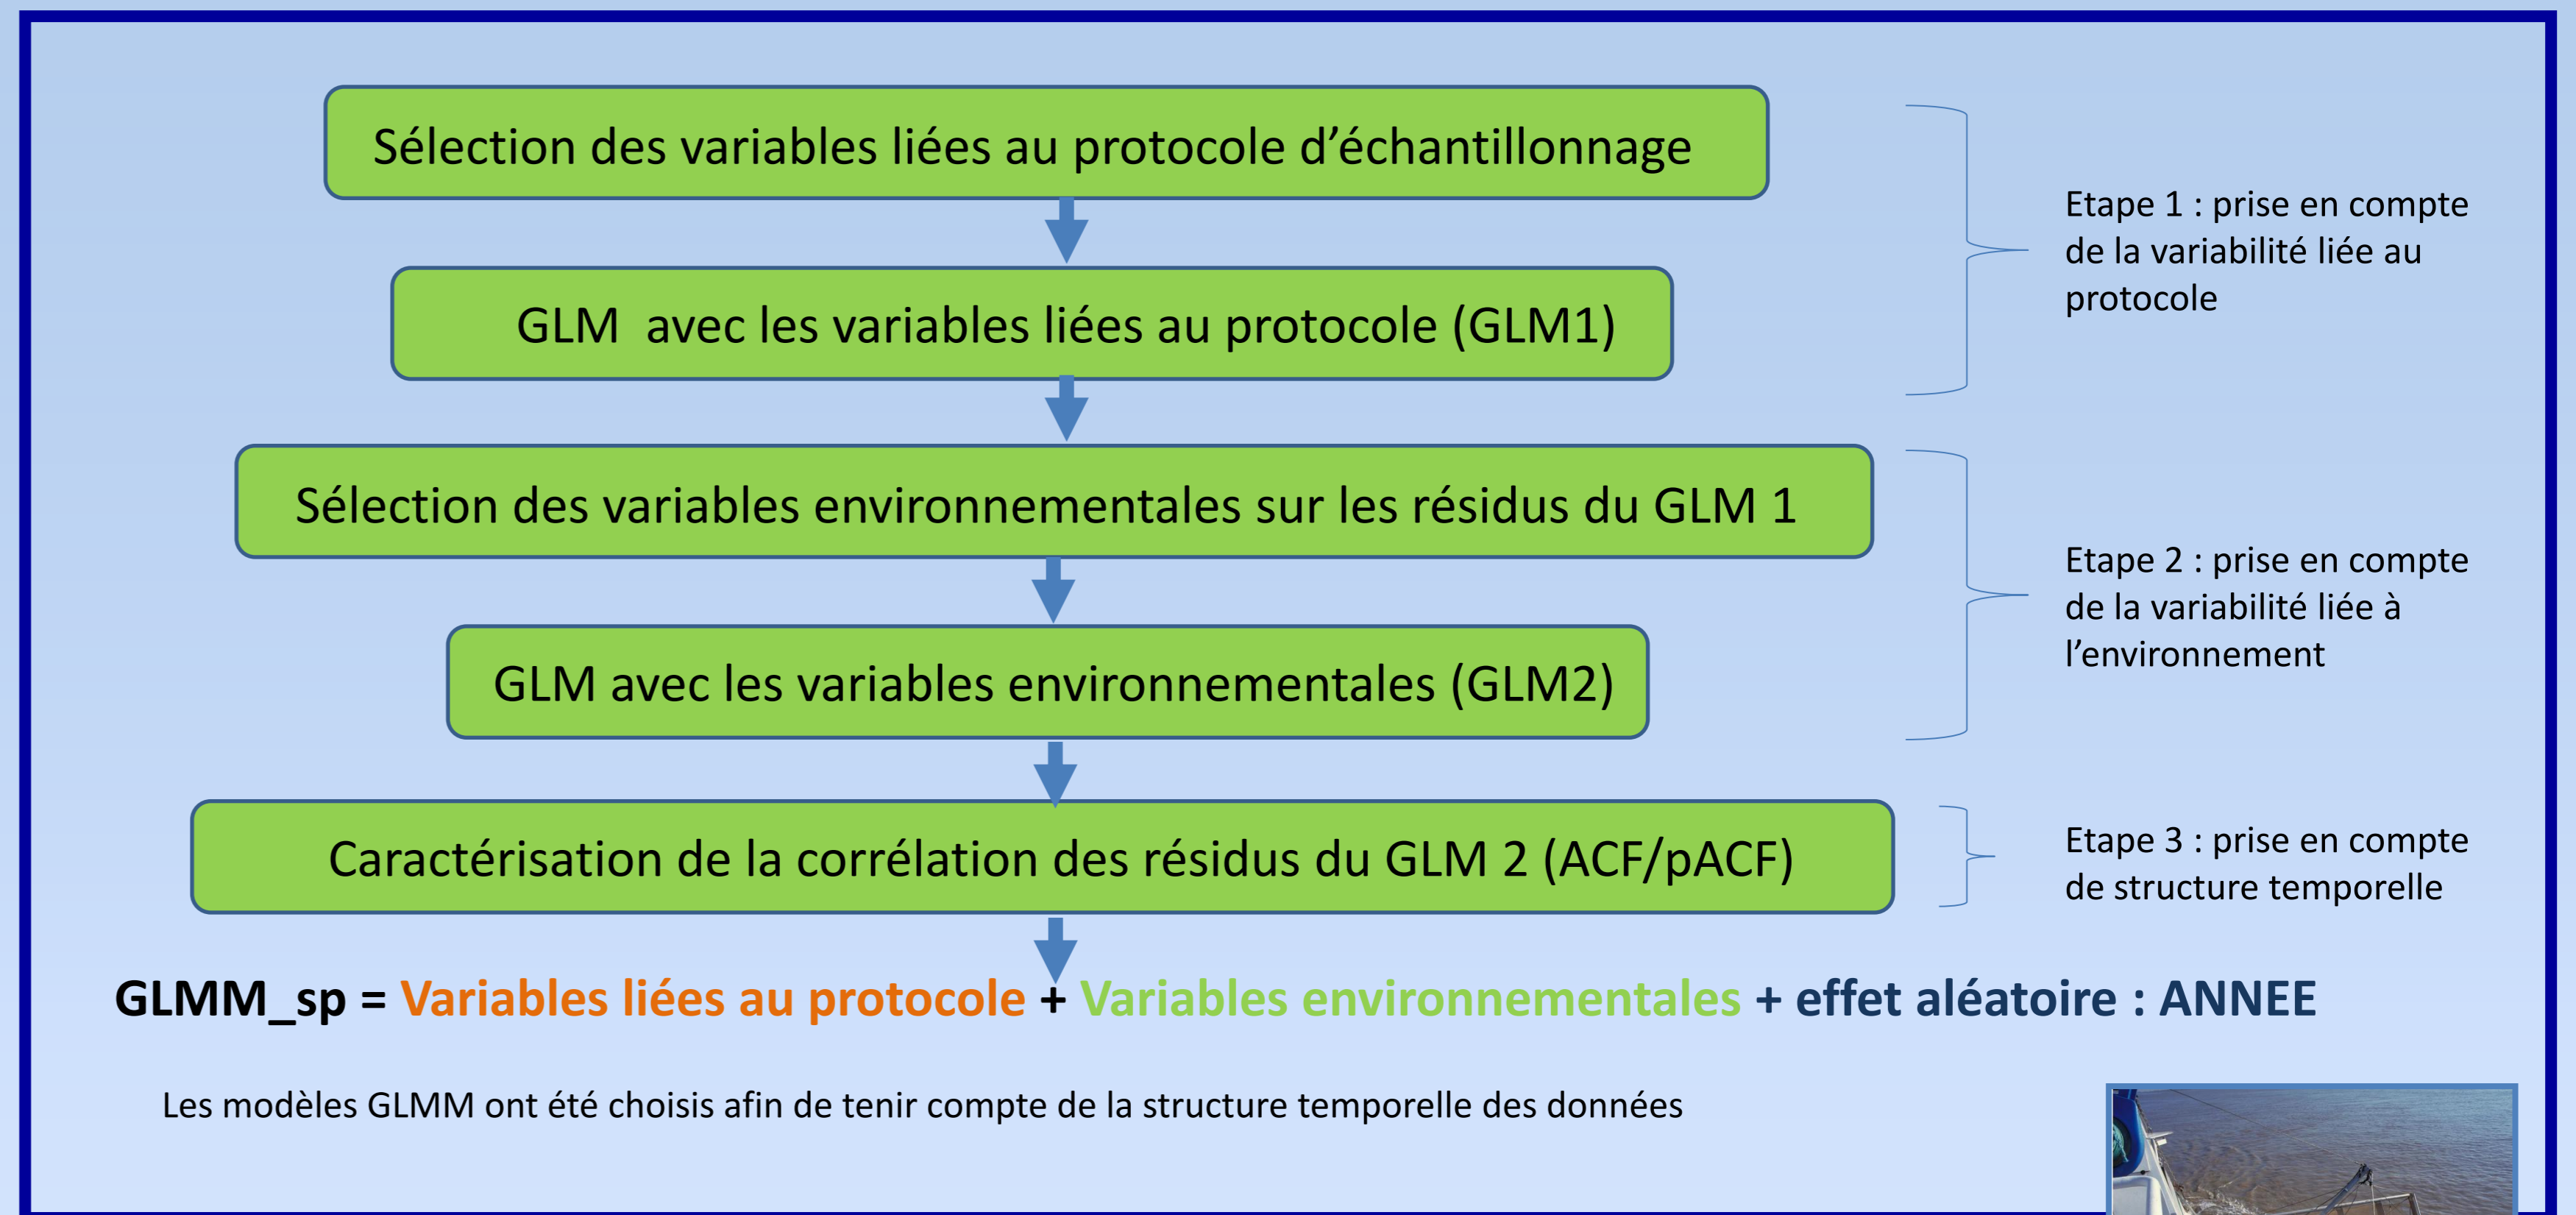 Sélection des variables liées au protocole d’échantillonnage
GLM avec les variables liées au protocole (GLM1)
Etape 1 : prise en compte
de la variabilité liée au
protocole
Sélection des variables environnementales sur les résidus du GLM 1
GLM avec les variables environnementales (GLM2)
Etape 2 : prise en compte
de la variabilité liée à
l’environnement
Caractérisation de la corrélation des résidus du GLM 2 (ACF/pACF)
Etape 3 : prise en compte
de structure temporelle
GLMM_sp = Variables liées au protocole + Variables environnementales + effet aléatoire : ANNEE
Les modèles GLMM ont été choisis afin de tenir compte de la structure temporelle des données